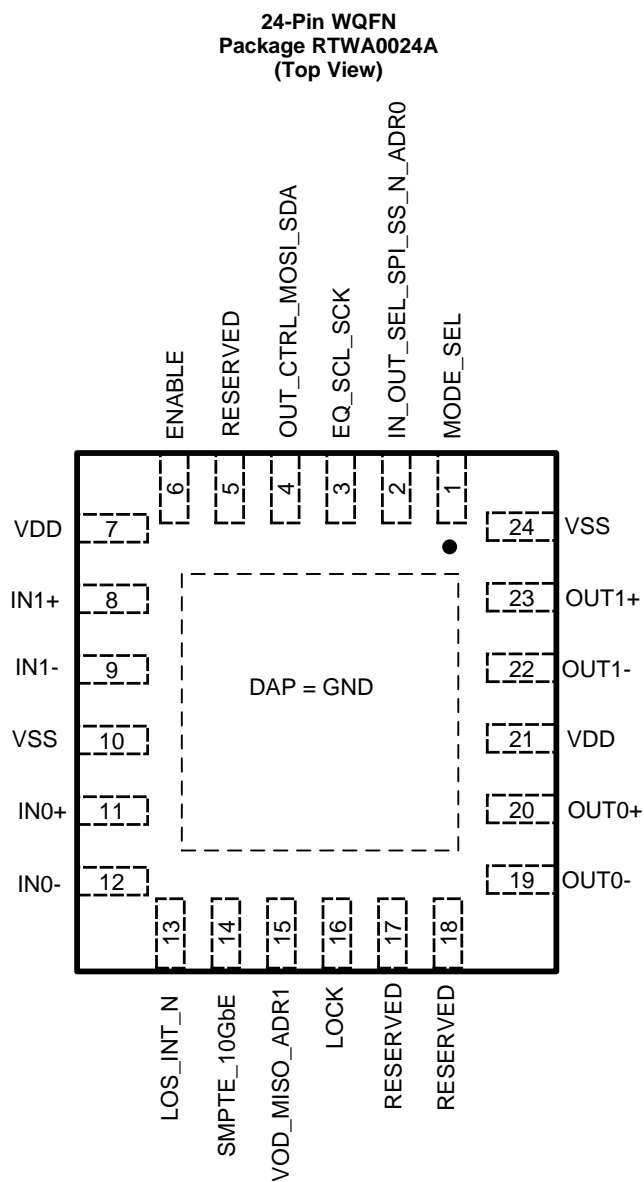 24-Pin WQFN
Package RTWA0024A
(Top View)
ENABLE
RESERVED
OUT_CTRL_MOSI_SDA
EQ_SCL_SCK
IN_OUT_SEL_SPI_SS_N_ADR0
MODE_SEL
6
5
4
3
2
1
VDD
7
24
VSS
IN1+
8
23
OUT1+
IN1-
9
22
OUT1-
DAP = GND
VSS
10
21
VDD
IN0+
11
20
OUT0+
IN0-
12
19
OUT0-
13
14
15
16
17
18
LOS_INT_N
SMPTE_10GbE
VOD_MISO_ADR1
LOCK
RESERVED
RESERVED